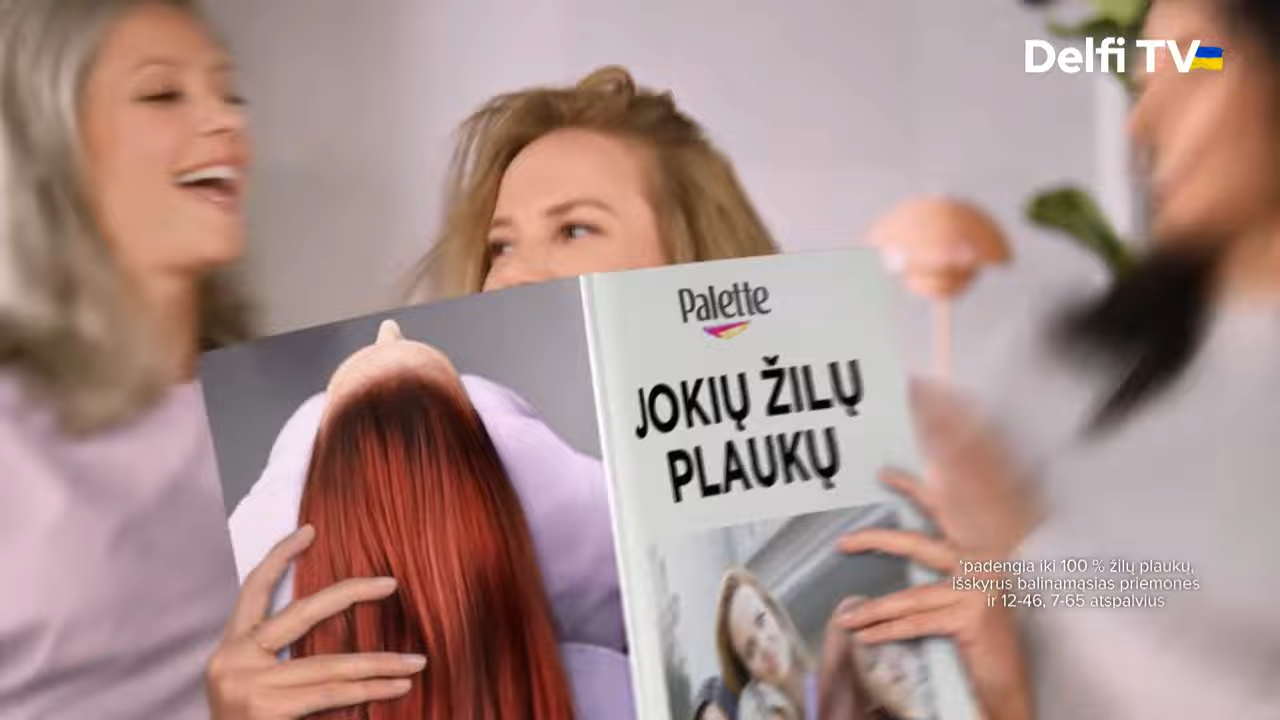 Delfi TV
Palette
JOKIŲ ŽILŲ
PLAUKŲ
*padengia iki 100 % žilų plaukų,
išskyrus balinamąsias priemones
ir 12-46, 7-65 atspalvius